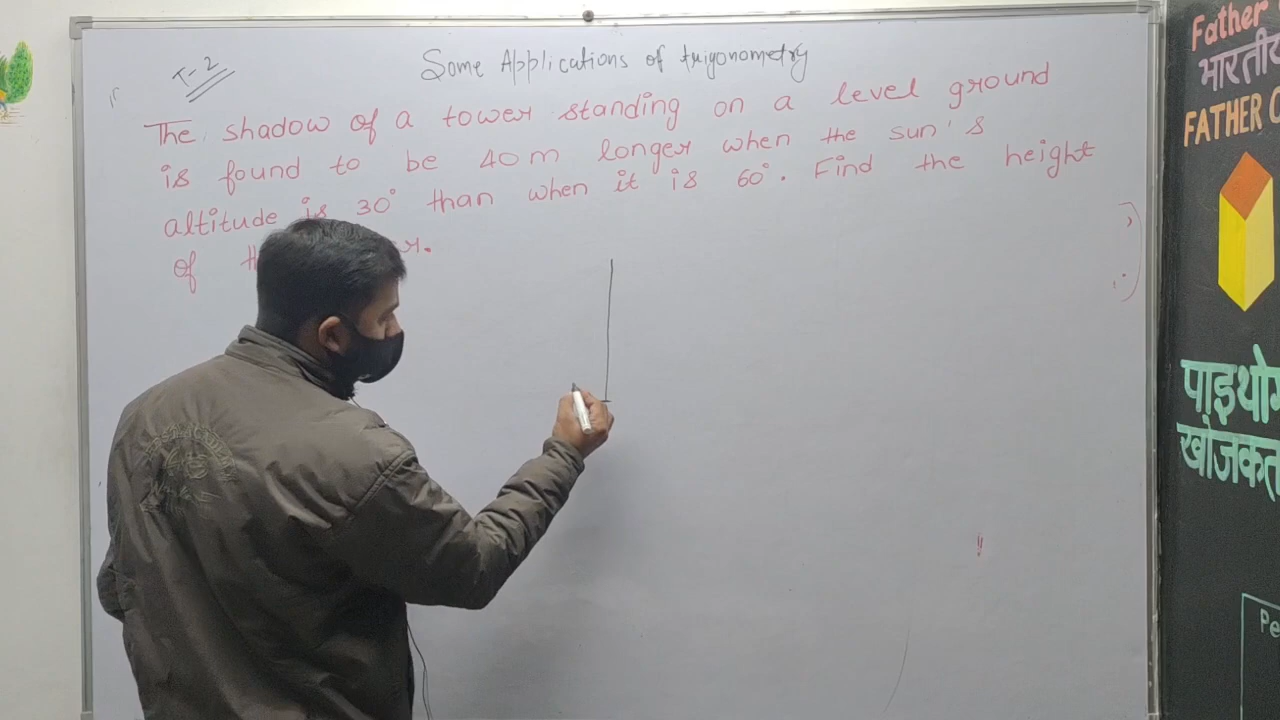 T-2
Some Applications of trigonometry
The shadow of a tower standing on a level ground
is found to be 40m longer when the sun's
altitude is 30° than when it is 60°. Find the height
of
Father
भारतीय
FATHER O
पाइथोग
खोजकर्त
Pe